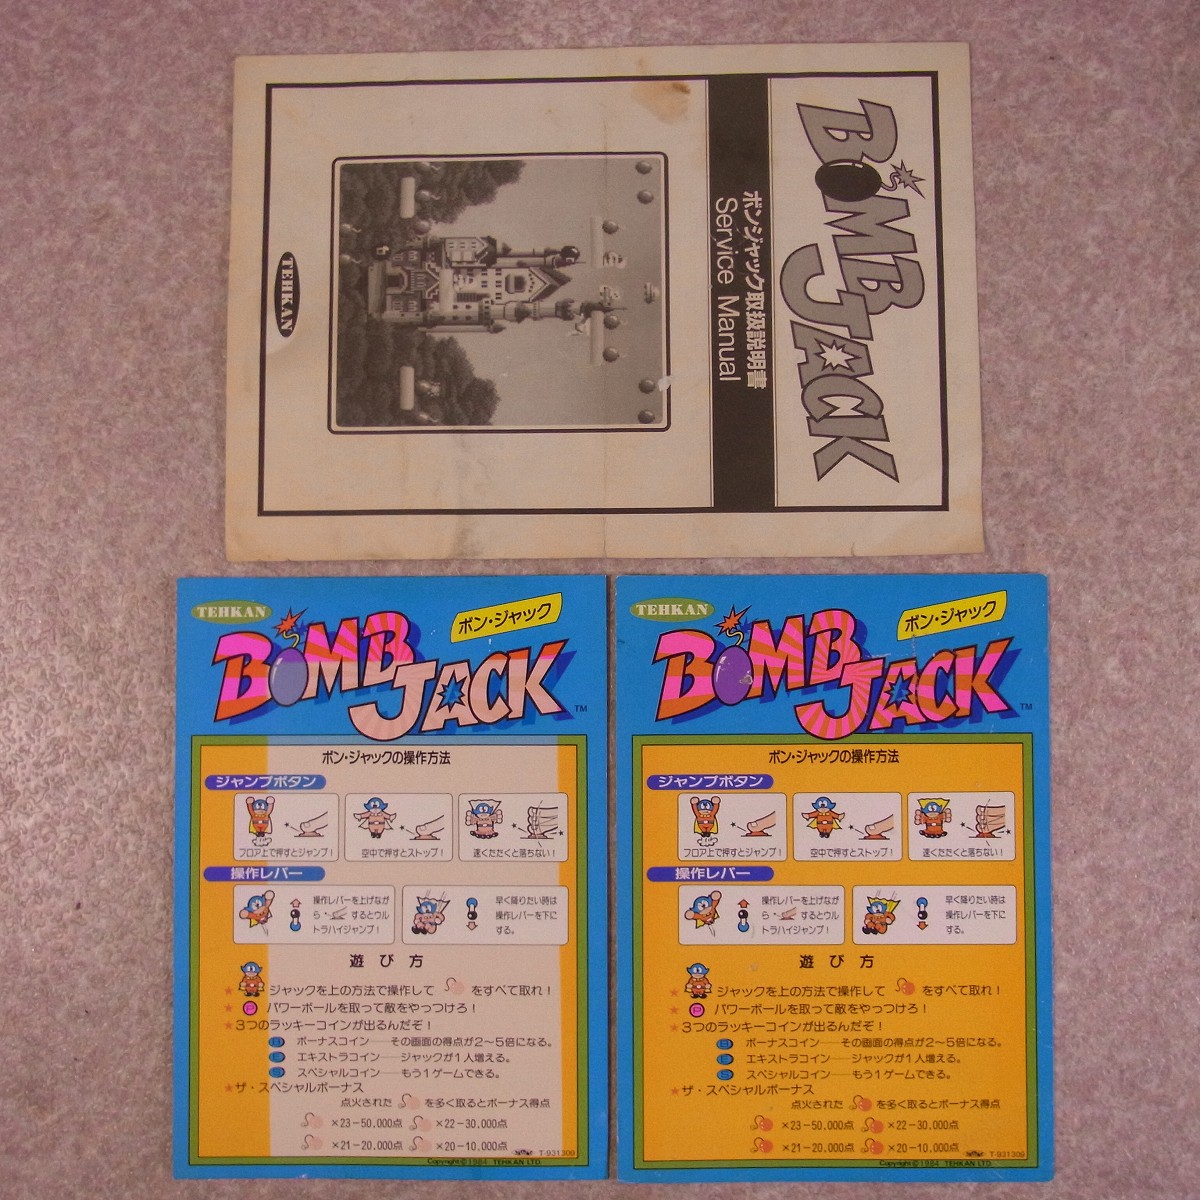 BOMB JACK
ボンジャック取扱説明書
Service Manual
TEHKAN
TEHKAN
ボン・ジャック
BOMB JACK
TM
ボン・ジャックの操作方法
ジャンプボタン
フロア上で押すとジャンプ!
空中で押すとストップ!
速くたたくと落ちない!
操作レバー
操作レバーを上げなが
ら するとウル
トラハイジャンプ!
早く降りたい時は
操作レバーを下に
する。
遊び方
★ ジャックを上の方法で操作して をすべて取れ!
★ P パワーボールを取って敵をやっつけろ!
★3つのラッキーコインが出るんだぞ!
B ボーナスコイン──その画面の得点が2〜5倍になる。
E エキストラコイン──ジャックが1人増える。
S スペシャルコイン──もう1ゲームできる。
★ザ・スペシャルボーナス
点火された を多く取るとボーナス得点
×23-50.000点 ×22-30.000点
×21-20.000点 ×20-10.000点
T-931309
Copyright©1984 TEHKAN LTD.
TEHKAN
ボン・ジャック
BOMB JACK
TM
ボン・ジャックの操作方法
ジャンプボタン
フロア上で押すとジャンプ!
空中で押すとストップ!
速くたたくと落ちない!
操作レバー
操作レバーを上げなが
ら するとウル
トラハイジャンプ!
早く降りたい時は
操作レバーを下に
する。
遊び方
★ ジャックを上の方法で操作して をすべて取れ!
★ P パワーボールを取って敵をやっつけろ!
★3つのラッキーコインが出るんだぞ!
B ボーナスコイン──その画面の得点が2〜5倍になる。
E エキストラコイン──ジャックが1人増える。
S スペシャルコイン──もう1ゲームできる。
★ザ・スペシャルボーナス
点火された を多く取るとボーナス得点
×23-50.000点 ×22-30.000点
×21-20.000点 ×20-10.000点
T-931309
Copyright©1984 TEHKAN LTD.